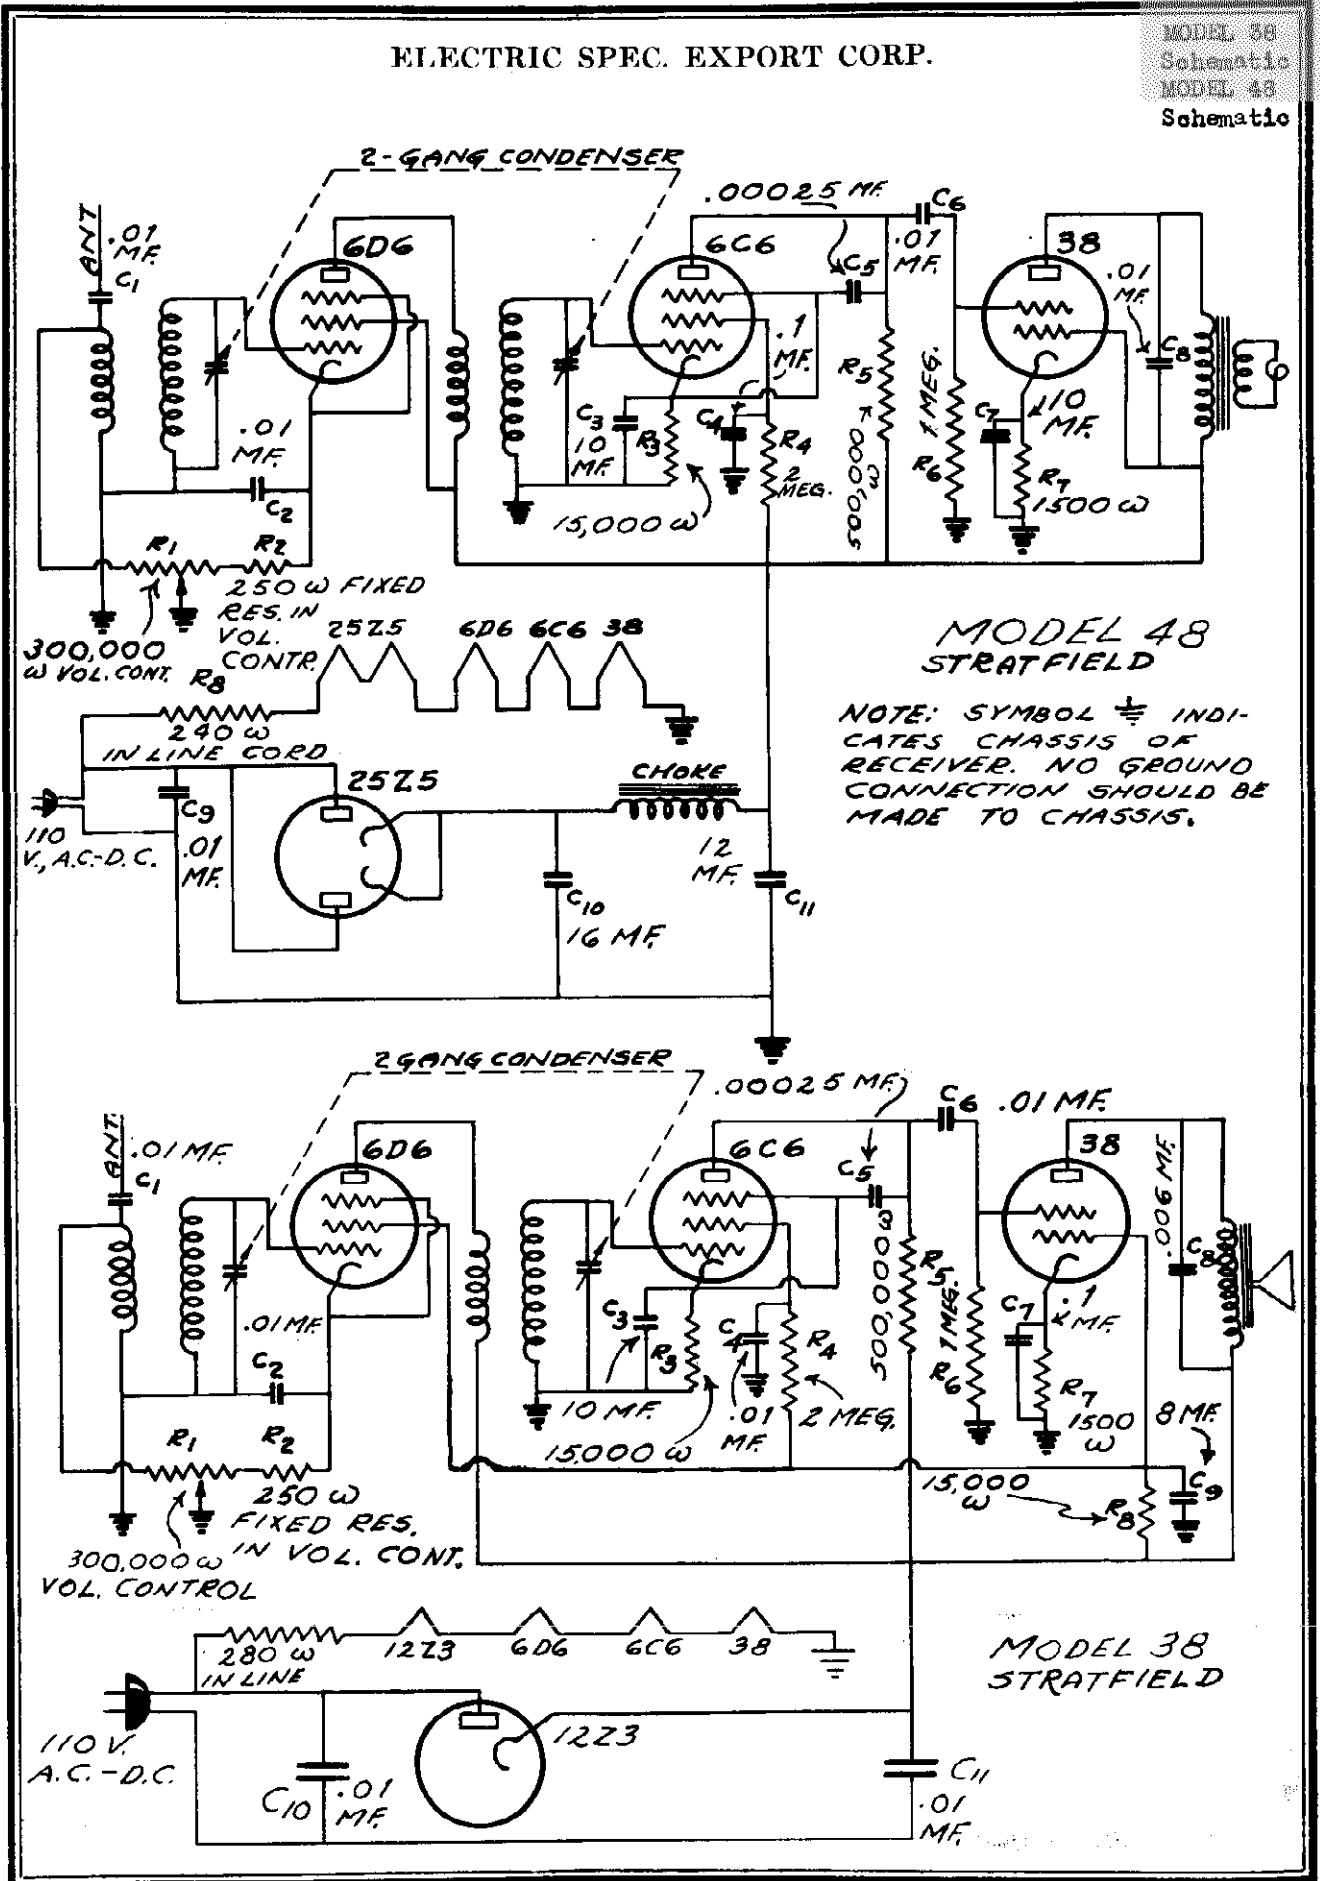 ELECTRIC SPEC. EXPORT CORP.
MODEL 38
Schematic
MODEL 48
Schematic
2-GANG CONDENSER
.00025 MF.
C6
ANT
.01
MF.
C1
6D6
6C6
C5
.01
MF.
38
.01
MF.
C8
.1
MF.
R5
1 MEG.
C7
10
MF.
.01
MF.
C2
C3
10
MF.
R3
C4
R4
2
MEG.
500,000 ω
R6
R7
1500 ω
15,000 ω
R1
R2
250 ω FIXED
RES. IN
VOL.
CONTR.
300,000
ω VOL. CONT.
25Z5
6D6
6C6
38
MODEL 48
STRATFIELD
R8
240 ω
IN LINE CORD
NOTE: SYMBOL INDI-
CATES CHASSIS OF
RECEIVER. NO GROUND
CONNECTION SHOULD BE
MADE TO CHASSIS.
25Z5
CHOKE
C9
.01
MF.
110
V., A.C.-D.C.
12
MF.
C10
16 MF.
C11
2 GANG CONDENSER
.00025 MF.
C6
.01 MF.
ANT.
.01 MF.
C1
6D6
6C6
C5
38
.006 MF.
C8
500,000 ω
R5
1 MEG.
C7
.1
MF.
.01 MF.
C2
C3
R3
C4
R4
R6
R7
1500
ω
8 MF.
10 MF.
.01
MF.
2 MEG.
15,000 ω
R1
R2
250 ω
FIXED RES.
IN VOL. CONT.
15,000
ω
R8
C9
300,000 ω
VOL. CONTROL
280 ω
IN LINE
12Z3
6D6
6C6
38
MODEL 38
STRATFIELD
12Z3
110 V.
A.C.-D.C.
C10
.01
MF.
C11
.01
MF.